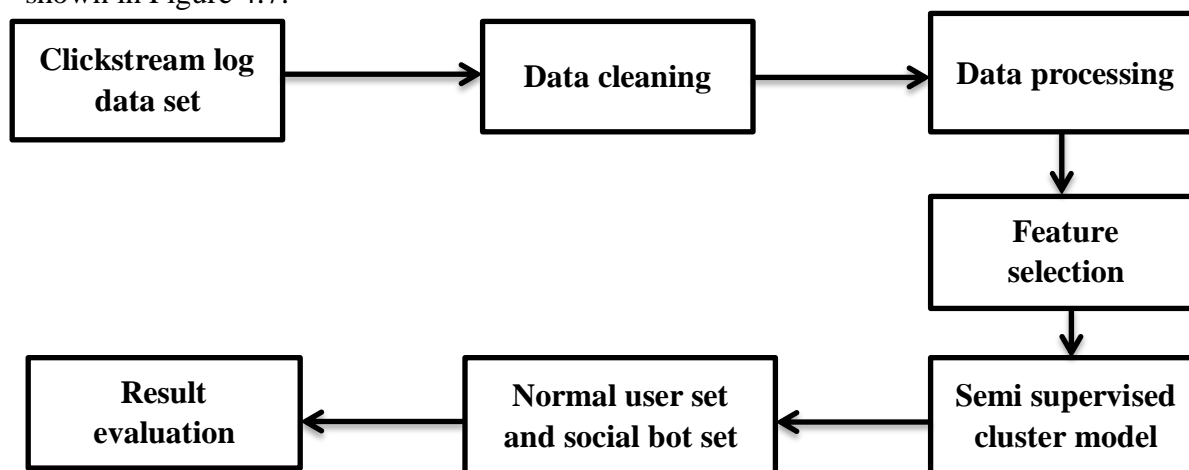 shown in Figure 4.7.
Clickstream log
data set
Data cleaning
Data processing
Feature
selection
Semi supervised
cluster model
Normal user set
and social bot set
Result
evaluation